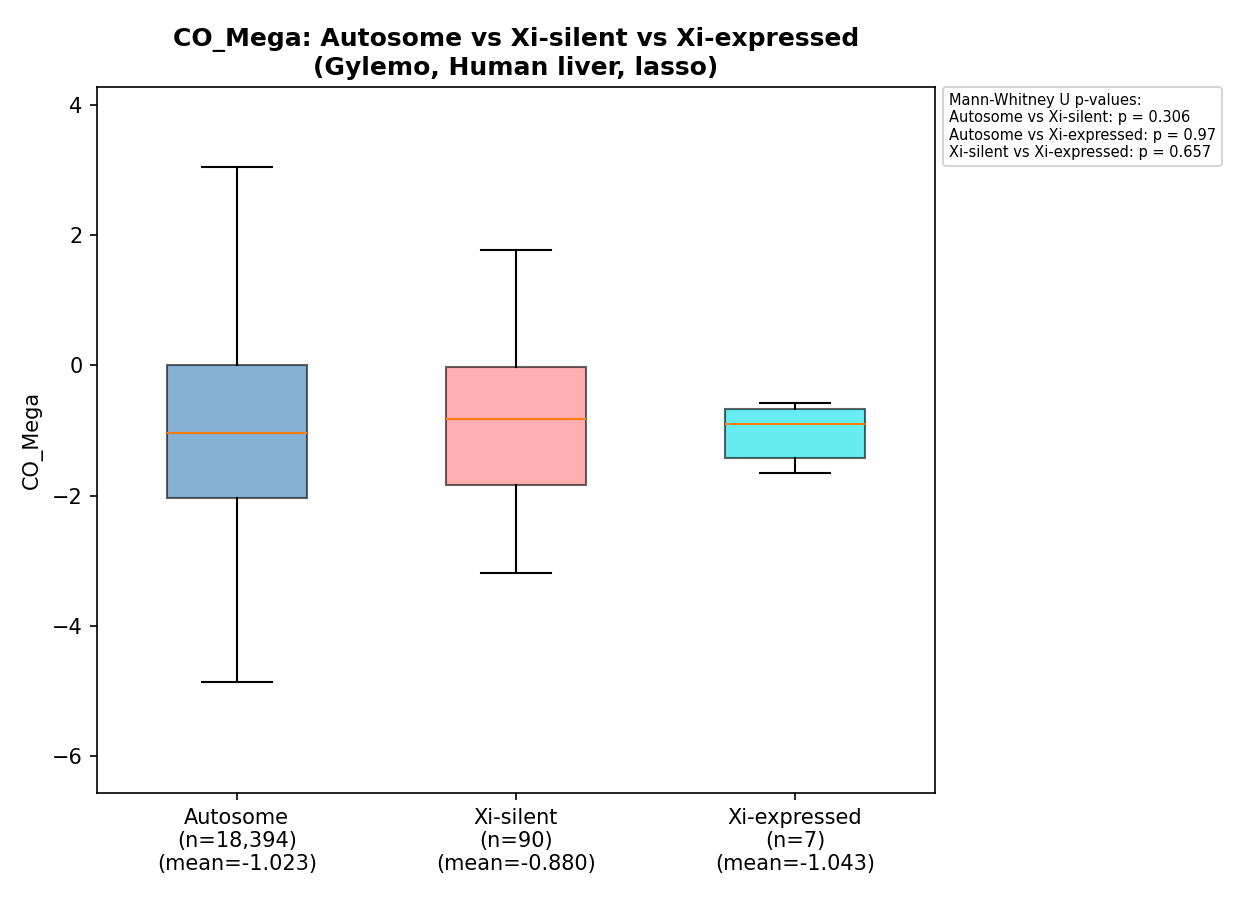 CO_Mega: Autosome vs Xi-silent vs Xi-expressed
(Gylemo, Human liver, lasso)
Mann-Whitney U p-values:
Autosome vs Xi-silent: p = 0.306
Autosome vs Xi-expressed: p = 0.97
Xi-silent vs Xi-expressed: p = 0.657
CO_Mega
4
2
0
−2
−4
−6
Autosome
(n=18,394)
(mean=-1.023)
Xi-silent
(n=90)
(mean=-0.880)
Xi-expressed
(n=7)
(mean=-1.043)